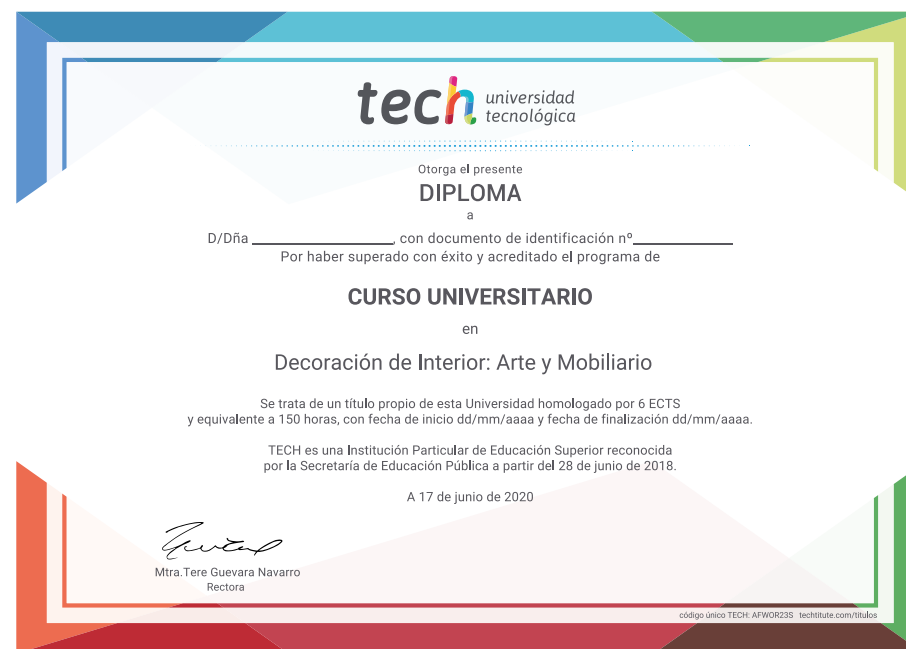 tech universidad
tecnológica
Otorga el presente
DIPLOMA
a
D/Dña ____________________, con documento de identificación nº______________
Por haber superado con éxito y acreditado el programa de
CURSO UNIVERSITARIO
en
Decoración de Interior: Arte y Mobiliario
Se trata de un título propio de esta Universidad homologado por 6 ECTS
y equivalente a 150 horas, con fecha de inicio dd/mm/aaaa y fecha de finalización dd/mm/aaaa.
TECH es una Institución Particular de Educación Superior reconocida
por la Secretaría de Educación Pública a partir del 28 de junio de 2018.
A 17 de junio de 2020
Mtra.Tere Guevara Navarro
Rectora
código único TECH: AFWOR23S techtitute.com/titulos